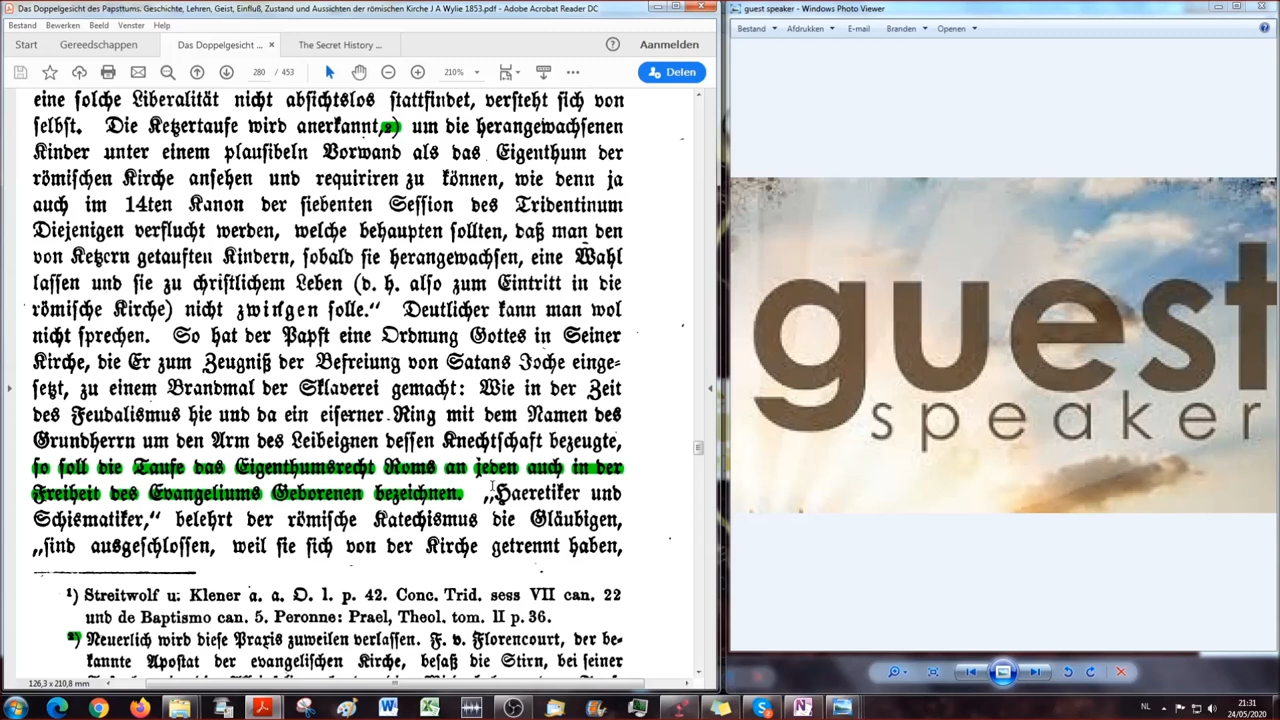 Das Doppelgesicht des Papsttums. Geschichte, Lehren, Geist, Einfluß, Zustand und Aussichten der römischen Kirche J A Wylie 1853.pdf - Adobe Acrobat Reader DC
Bestand Bewerken Beeld Venster Help
Start Gereedschappen Das Doppelgesicht ... × The Secret History ... Anmelden
280 / 453 210% Delen
eine solche Liberalität nicht absichtslos stattfindet, versteht sich von
selbst. Die Ketzertaufe wird anerkannt,²) um die herangewachsenen
Kinder unter einem plausibeln Vorwand als das Eigenthum der
römischen Kirche ansehen und requiriren zu können, wie denn ja
auch im 14ten Kanon der siebenten Session des Tridentinum
Diejenigen verflucht werden, welche behaupten sollten, daß man den
von Ketzern getauften Kindern, sobald sie herangewachsen, eine Wahl
lassen und sie zu christlichem Leben (d. h. also zum Eintritt in die
römische Kirche) nicht zwingen solle.“ Deutlicher kann man wol
nicht sprechen. So hat der Papst eine Ordnung Gottes in Seiner
Kirche, die Er zum Zeugniß der Befreiung von Satans Joche einge-
setzt, zu einem Brandmal der Sklaverei gemacht: Wie in der Zeit
des Feudalismus hie und da ein eiserner Ring mit dem Namen des
Grundherrn um den Arm des Leibeignen dessen Knechtschaft bezeugte,
so soll die Taufe das Eigenthumsrecht Roms an jeden auch in der
Freiheit des Evangeliums Geborenen bezeichnen. „Haeretiker und
Schismatiker,“ belehrt der römische Katechismus die Gläubigen,
„sind ausgeschlossen, weil sie sich von der Kirche getrennt haben,
¹) Streitwolf u. Klener a. a. O. I. p. 42. Conc. Trid. sess VII can. 22
und de Baptismo can. 5. Peronne: Prael, Theol. tom. II p. 36.
²) Neuerlich wird diese Praxis zuweilen verlassen. F. v. Florencourt, der be-
kannte Apostat der evangelischen Kirche, besaß die Stirn, bei seiner
126,3 x 210,8 mm
guest speaker - Windows Photo Viewer
Bestand Afdrukken E-mail Branden Openen
guest
speaker
NL 21:31
24/05/2020